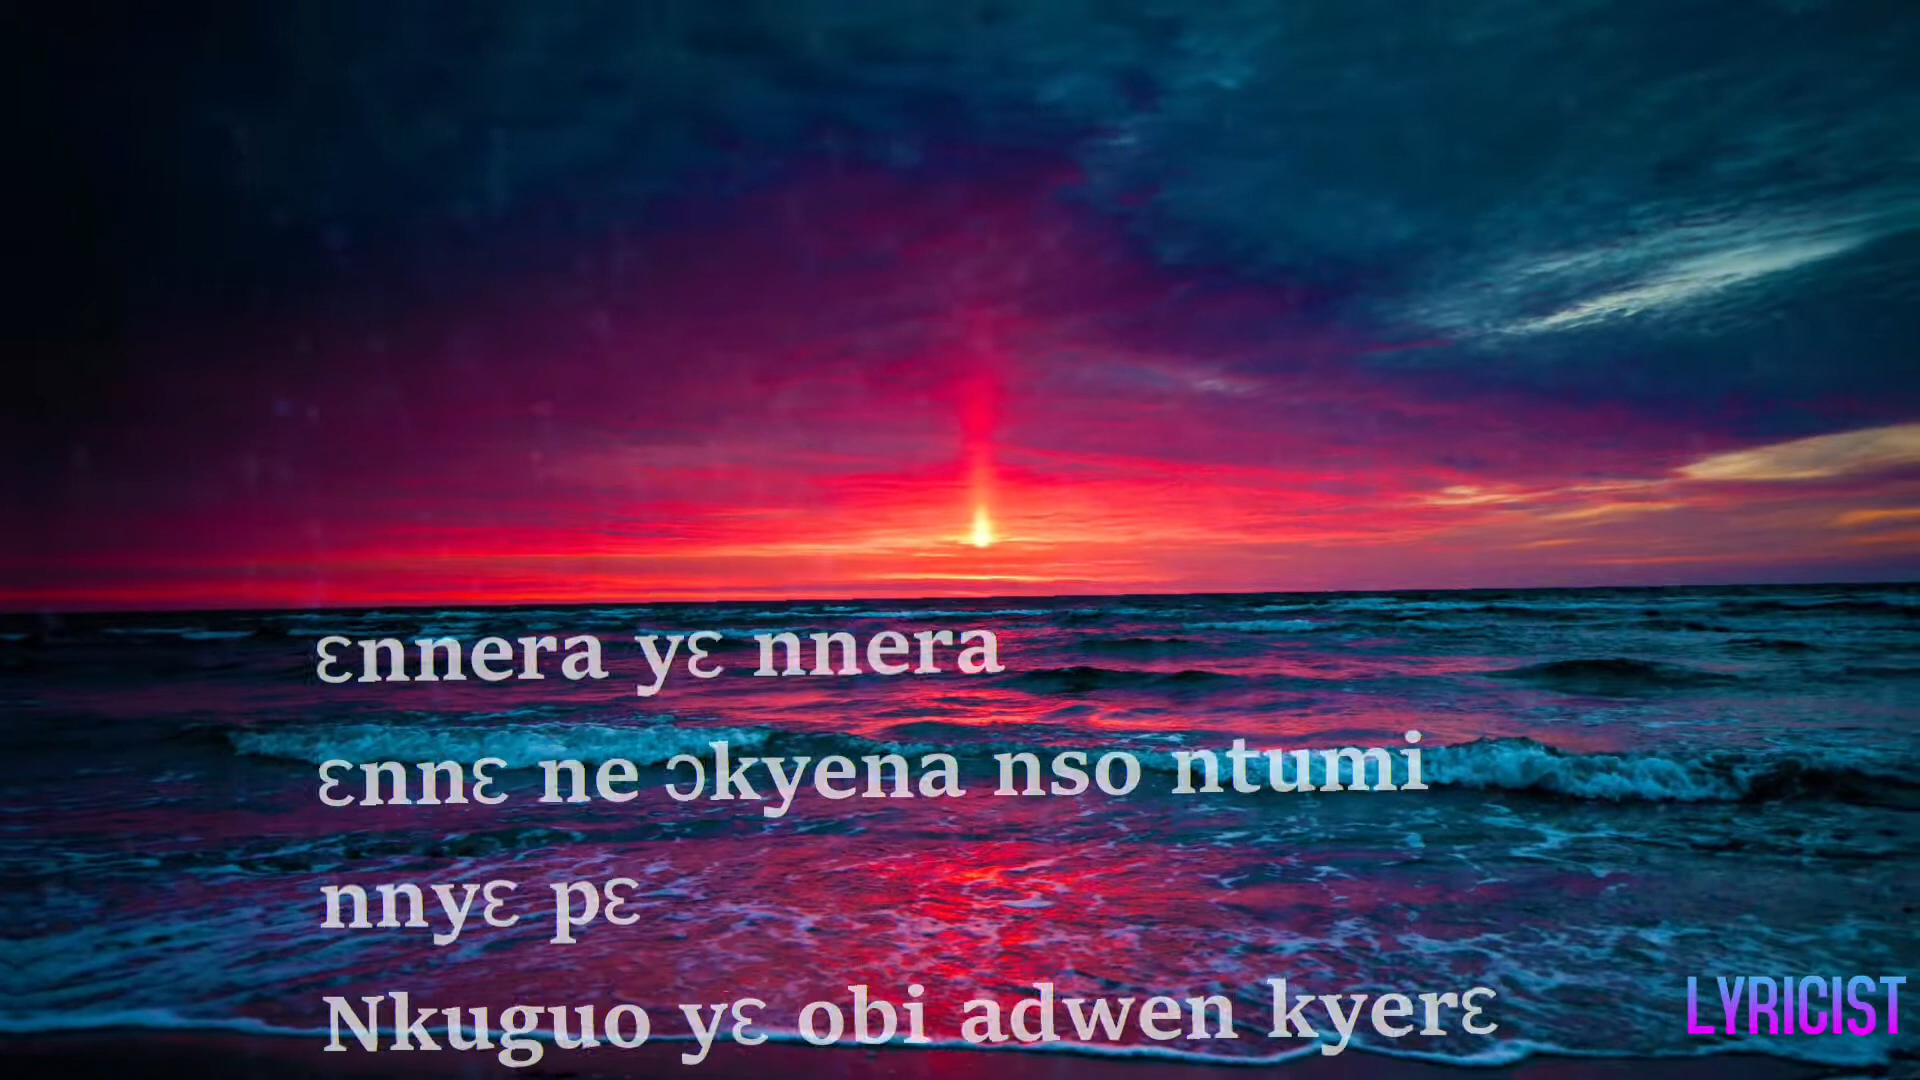 ɛnnera yɛ nnera
ɛnnɛ ne ɔkyena nso ntumi
nnyɛ pɛ
Nkuguo yɛ obi adwen kyerɛ
LYRICIST